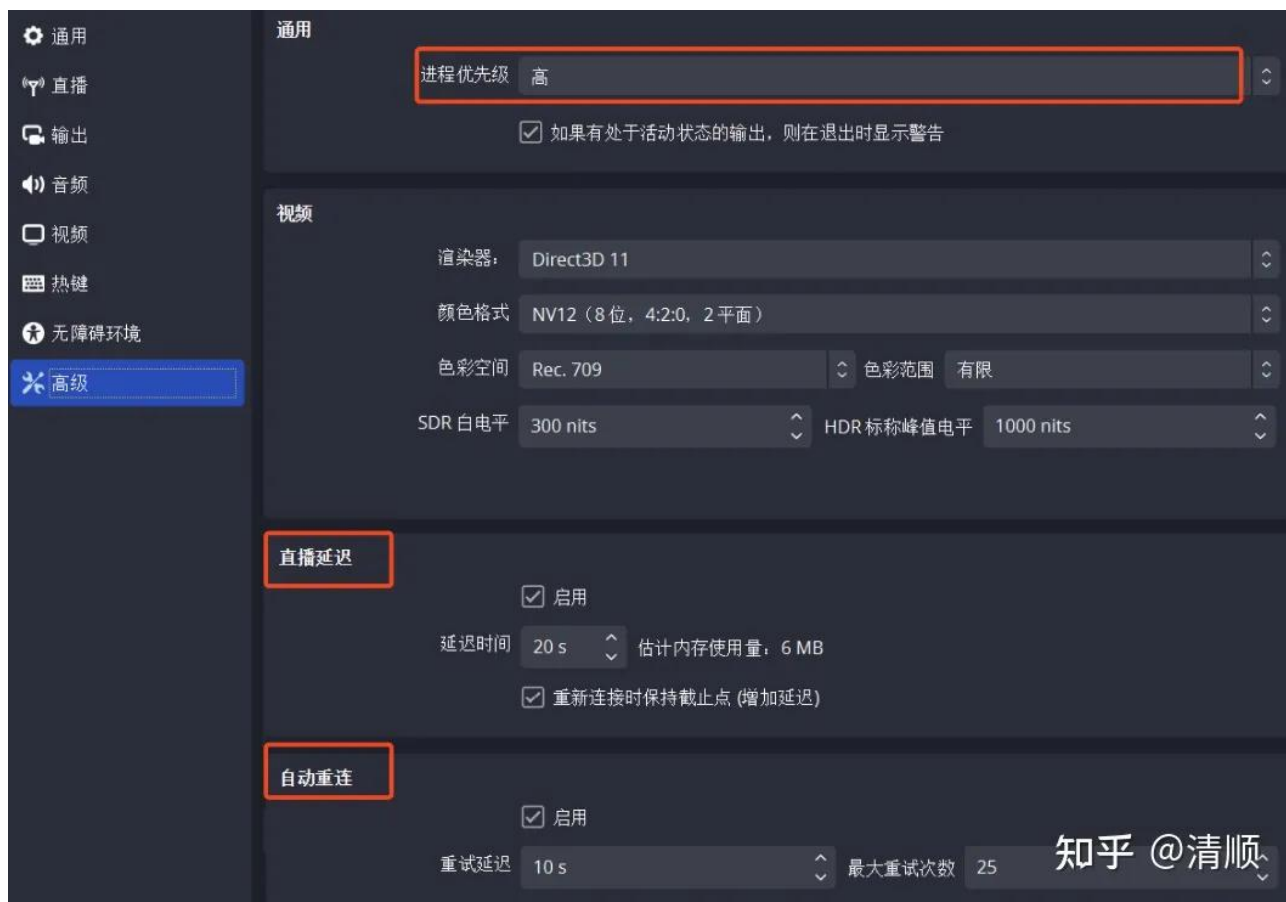 通用
直播
输出
音频
视频
热键
无障碍环境
高级
通用
进程优先级 高
如果有处于活动状态的输出，则在退出时显示警告
视频
渲染器： Direct3D 11
颜色格式 NV12（8 位，4:2:0，2 平面）
色彩空间 Rec. 709 色彩范围 有限
SDR 白电平 300 nits HDR 标称峰值电平 1000 nits
直播延迟
启用
延迟时间 20 s 估计内存使用量：6 MB
重新连接时保持截止点 (增加延迟)
自动重连
启用
重试延迟 10 s 最大重试次数 25
知乎 @清顺